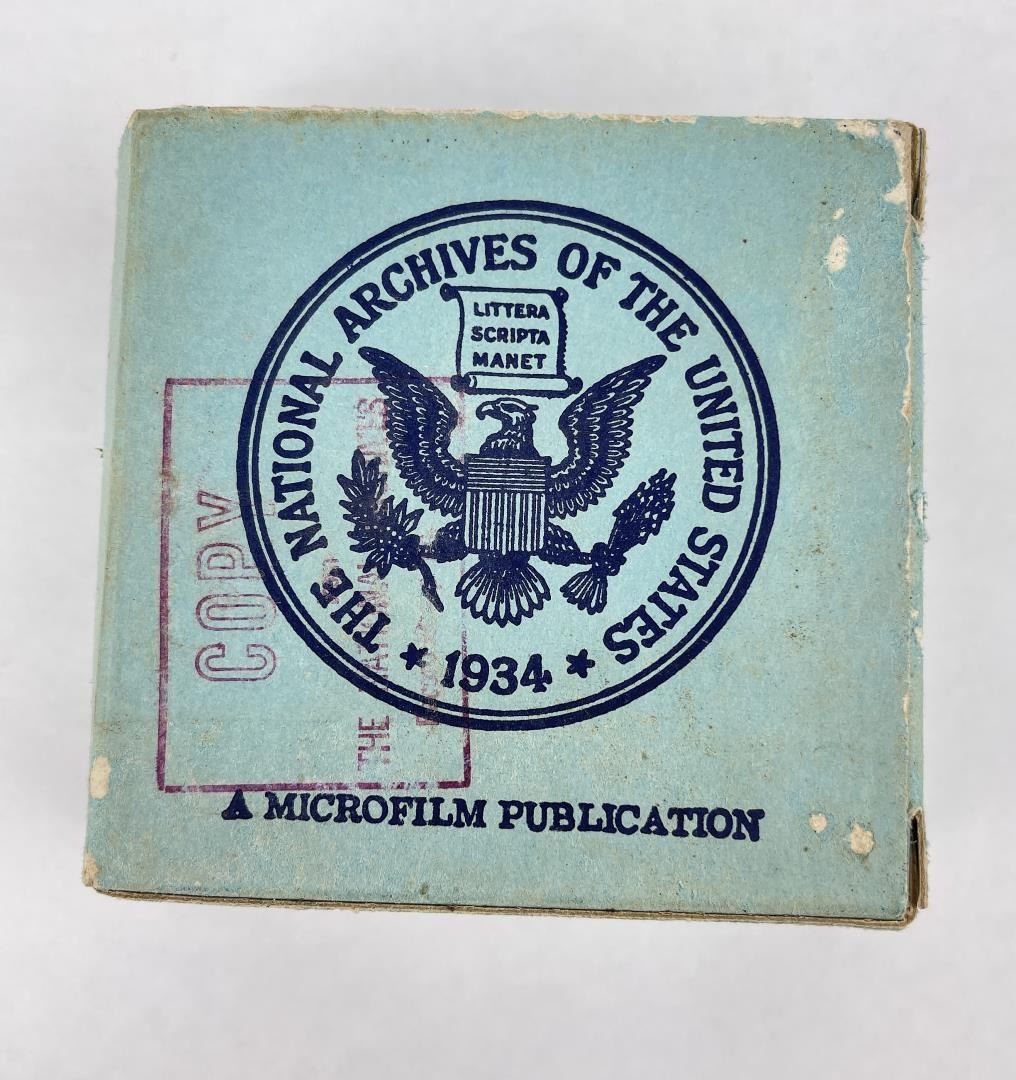 THE NATIONAL ARCHIVES OF THE UNITED STATES
LITTERA
SCRIPTA
MANET
★ 1934 ★
A MICROFILM PUBLICATION
COPY
THE